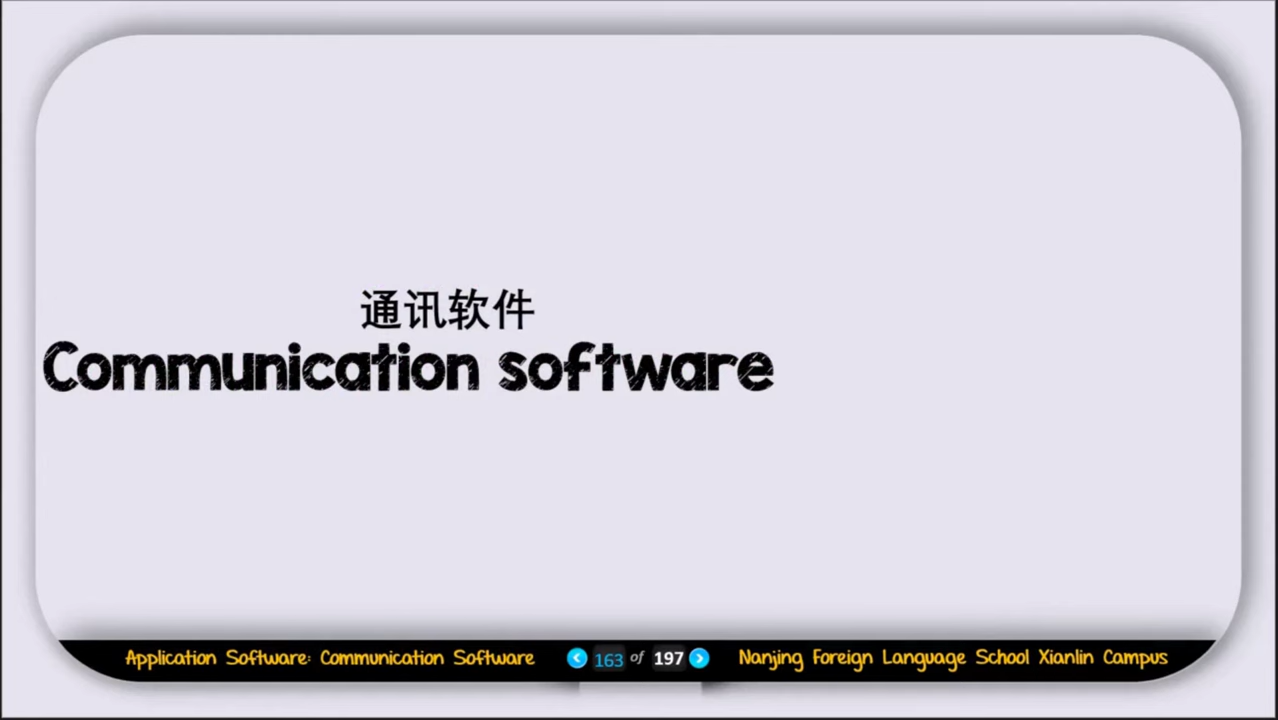 通讯软件
Communication software
Application Software: Communication Software
163 of 197
Nanjing Foreign Language School Xianlin Campus